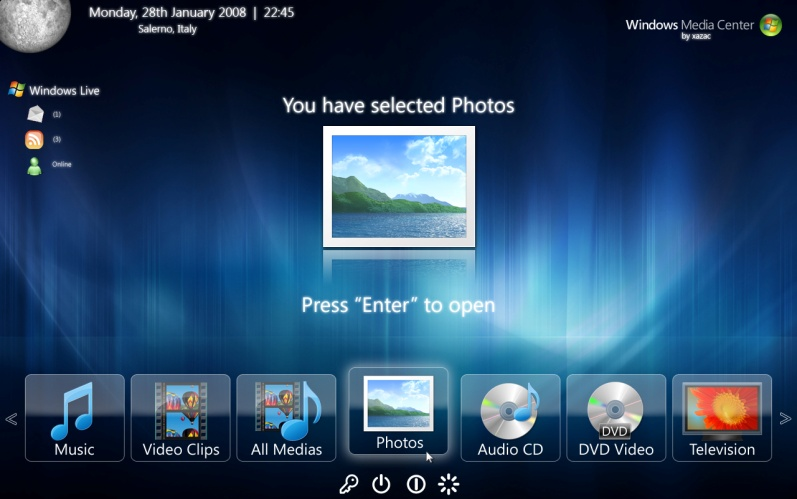 Monday, 28th January 2008 | 22:45
Salerno, Italy
Windows Media Center
by xazac
Windows Live
(1)
(3)
Online
You have selected Photos
Press “Enter” to open
Music
Video Clips
All Medias
Photos
Audio CD
DVD
DVD Video
Television